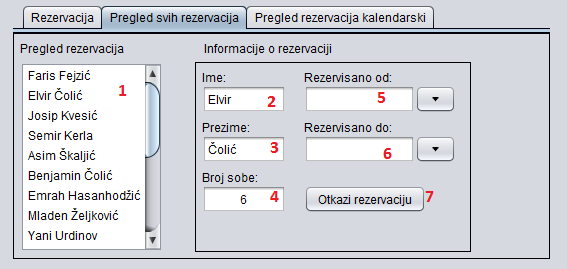 Rezervacija
Pregled svih rezervacija
Pregled rezervacija kalendarski
Pregled rezervacija
Faris Fejzić
Elvir Čolić
1
Josip Kvesić
Semir Kerla
Asim Škaljić
Benjamin Čolić
Emrah Hasanhodžić
Mladen Željković
Yani Urdinov
Informacije o rezervaciji
Ime:
Rezervisano od:
Elvir
2
5
Prezime:
Rezervisano do:
Čolić
3
6
Broj sobe:
6
4
Otkazi rezervaciju
7